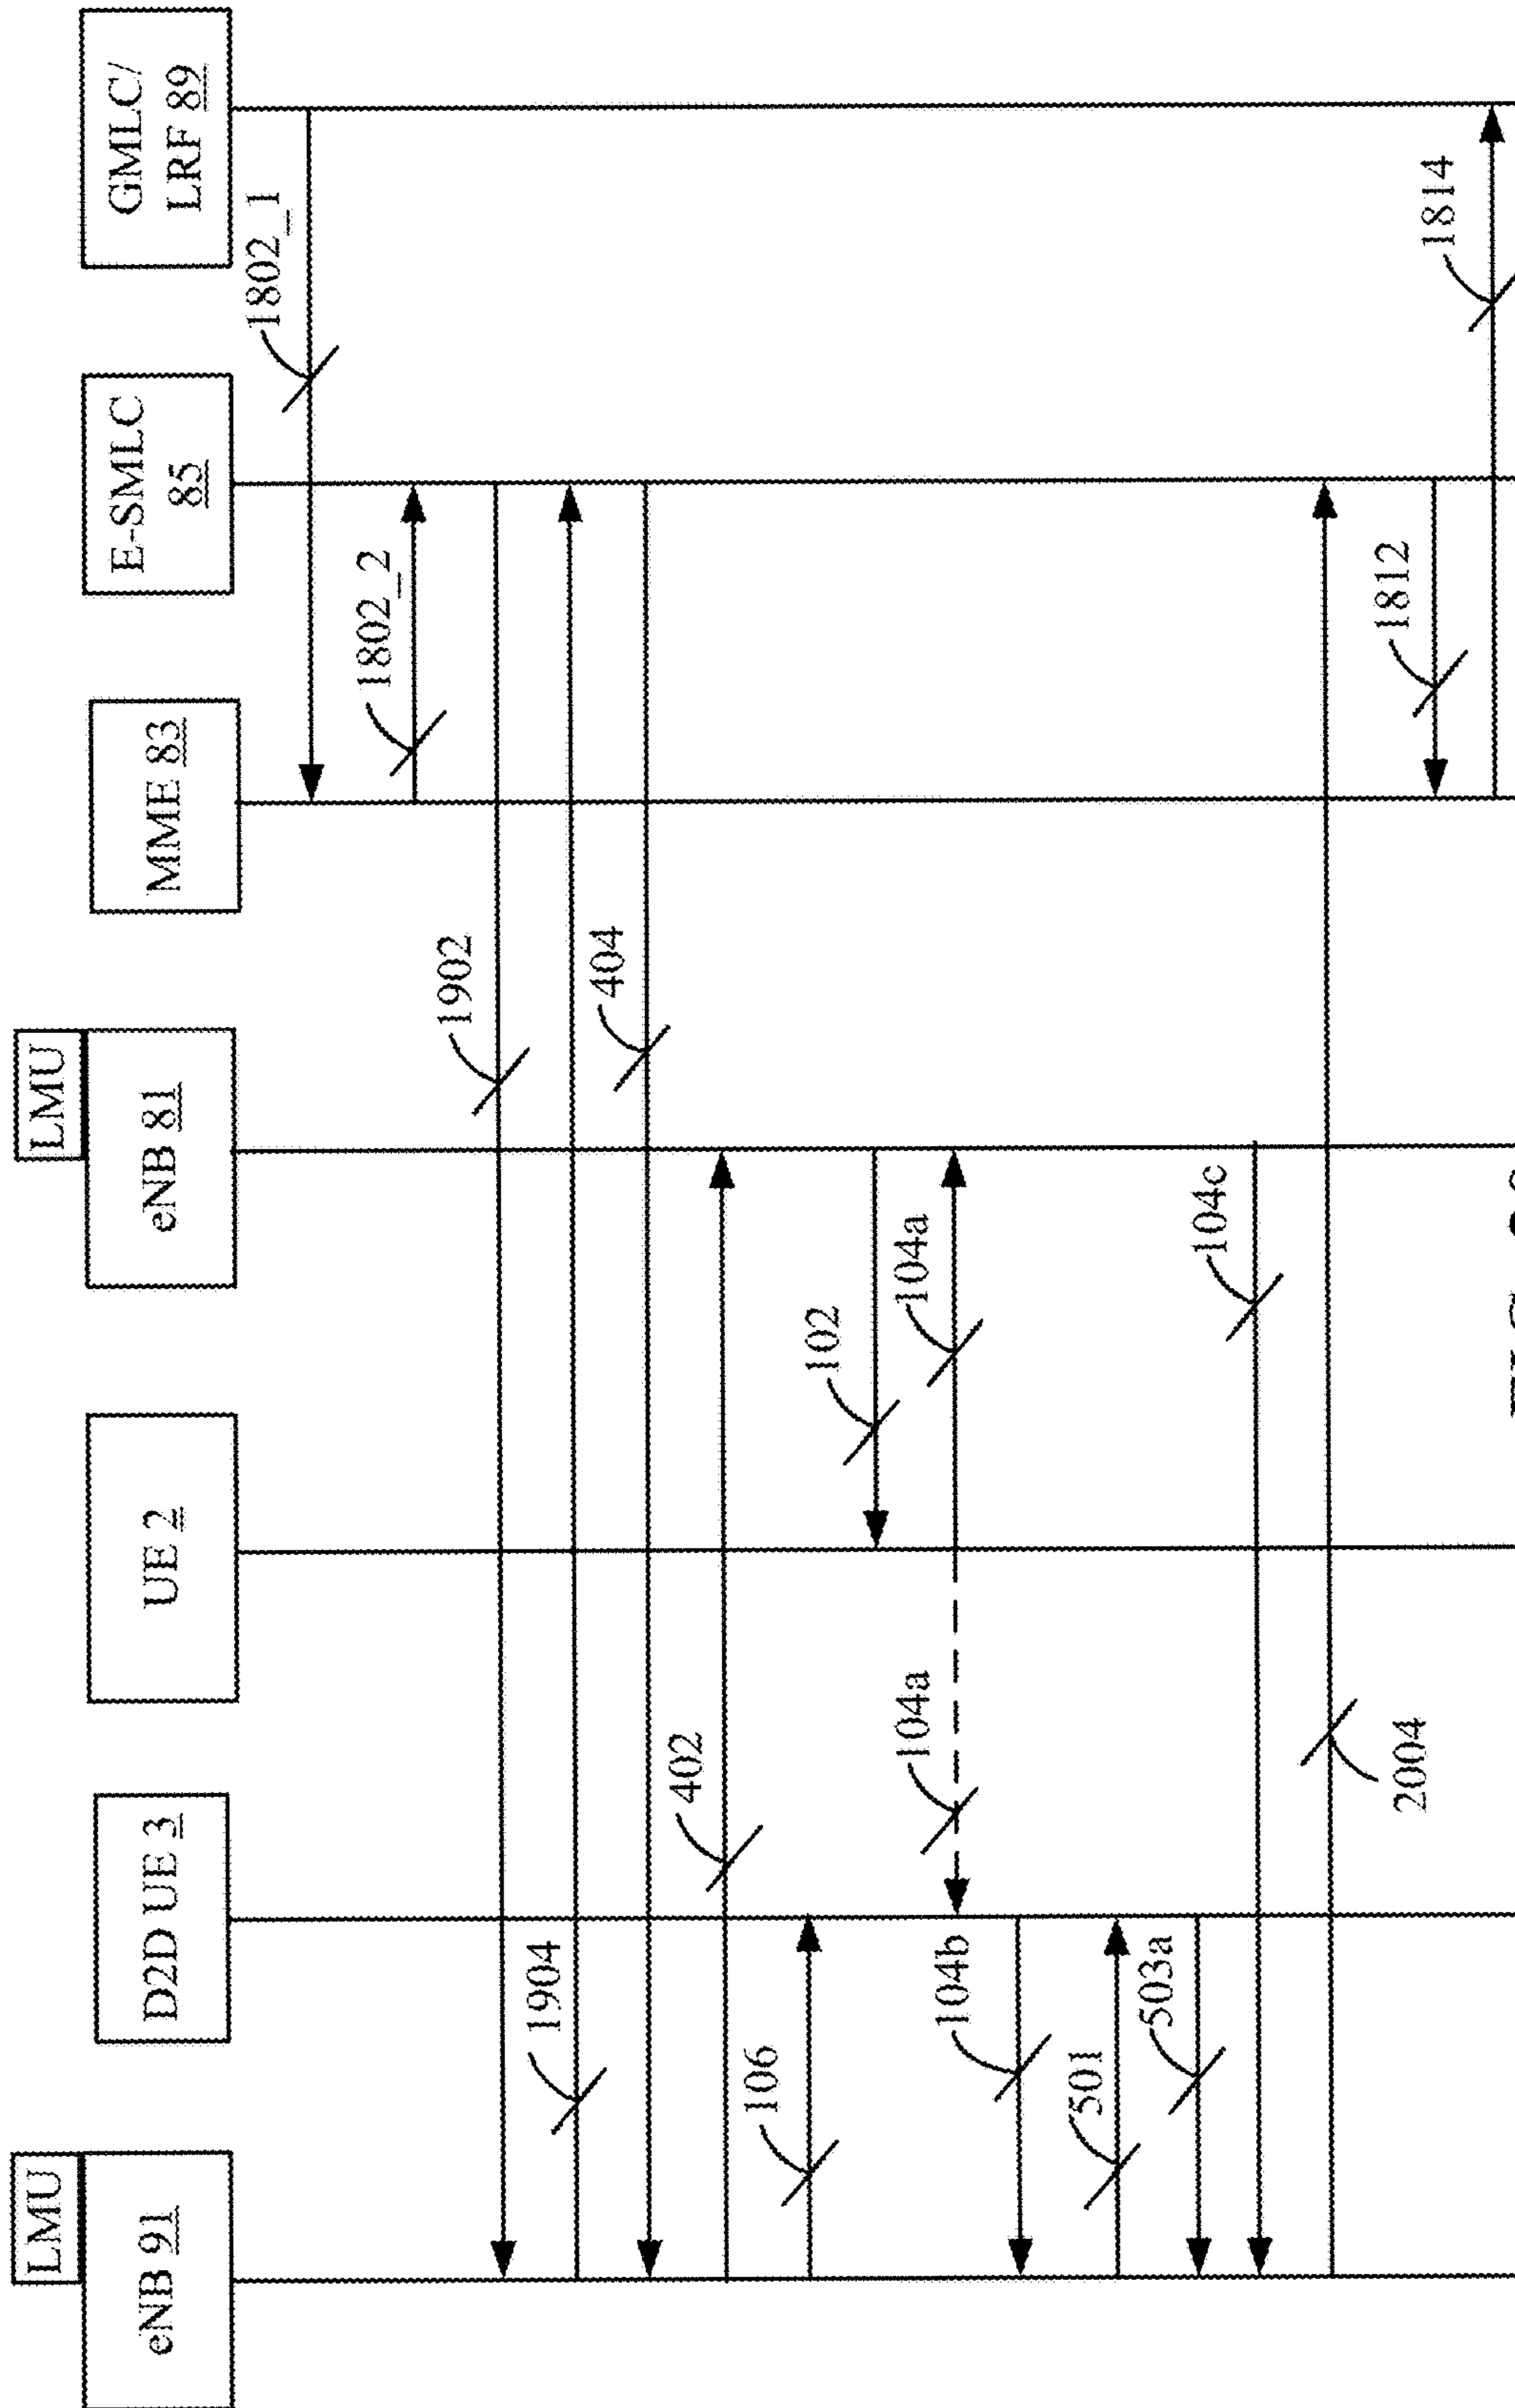 LMU
eNB 91
D2D UE 3
UE 2
LMU
eNB 81
MME 83
E-SMLC
85
GMLC/
LRF 89
1802_1
1802_2
1902
1904
404
402
106
102
104a
104a
104b
501
503a
104c
2004
1812
1814